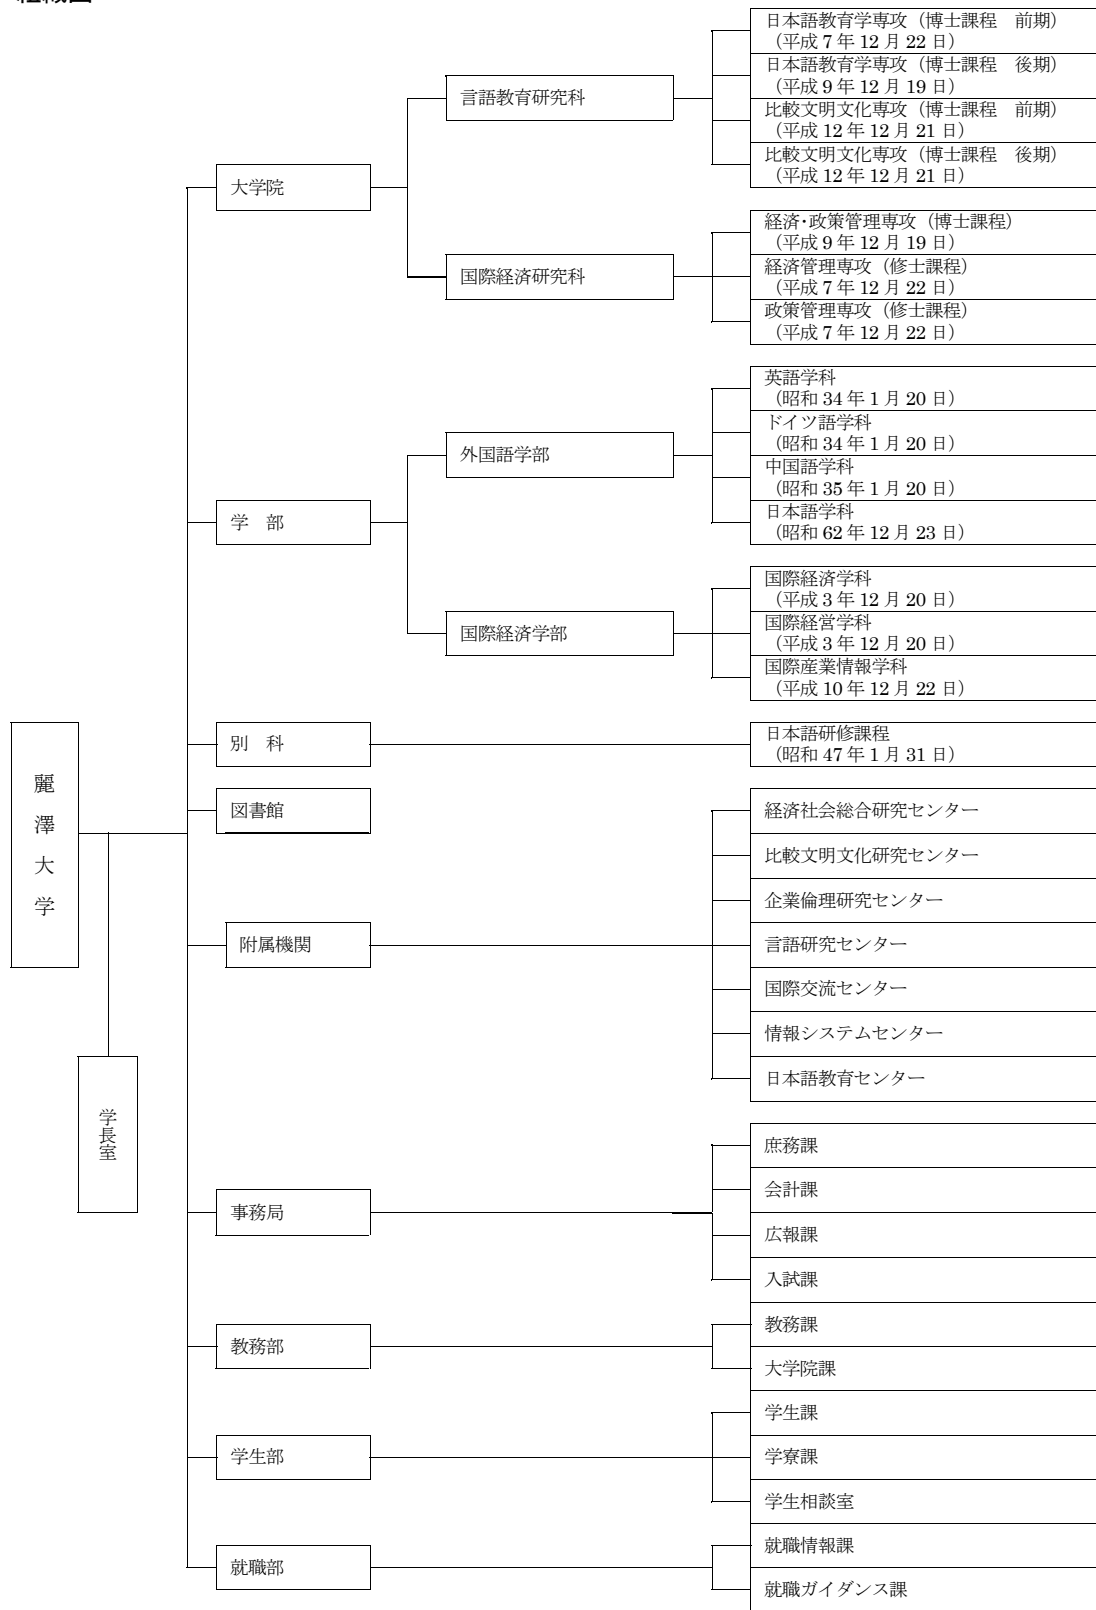 日本語教育学専攻（博士課程　前期）
（平成 7 年 12 月 22 日）
日本語教育学専攻（博士課程　後期）
（平成 9 年 12 月 19 日）
言語教育研究科
比較文明文化専攻（博士課程　前期）
（平成 12 年 12 月 21 日）
比較文明文化専攻（博士課程　後期）
（平成 12 年 12 月 21 日）
大学院
経済・政策管理専攻（博士課程）
（平成 9 年 12 月 19 日）
国際経済研究科
経済管理専攻（修士課程）
（平成 7 年 12 月 22 日）
政策管理専攻（修士課程）
（平成 7 年 12 月 22 日）
英語学科
（昭和 34 年 1 月 20 日）
ドイツ語学科
（昭和 34 年 1 月 20 日）
外国語学部
中国語学科
（昭和 35 年 1 月 20 日）
日本語学科
（昭和 62 年 12 月 23 日）
学　部
国際経済学科
（平成 3 年 12 月 20 日）
国際経済学部
国際経営学科
（平成 3 年 12 月 20 日）
国際産業情報学科
（平成 10 年 12 月 22 日）
別　科
日本語研修課程
（昭和 47 年 1 月 31 日）
麗澤大学
図書館
経済社会総合研究センター
比較文明文化研究センター
企業倫理研究センター
附属機関
言語研究センター
国際交流センター
情報システムセンター
日本語教育センター
学長室
庶務課
会計課
事務局
広報課
入試課
教務部
教務課
大学院課
学生課
学生部
学寮課
学生相談室
就職部
就職情報課
就職ガイダンス課